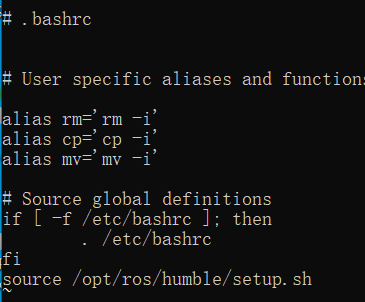 # .bashrc
# User specific aliases and functions
alias rm='rm -i'
alias cp='cp -i'
alias mv='mv -i'
# Source global definitions
if [ -f /etc/bashrc ]; then
        . /etc/bashrc
fi
source /opt/ros/humble/setup.sh
~